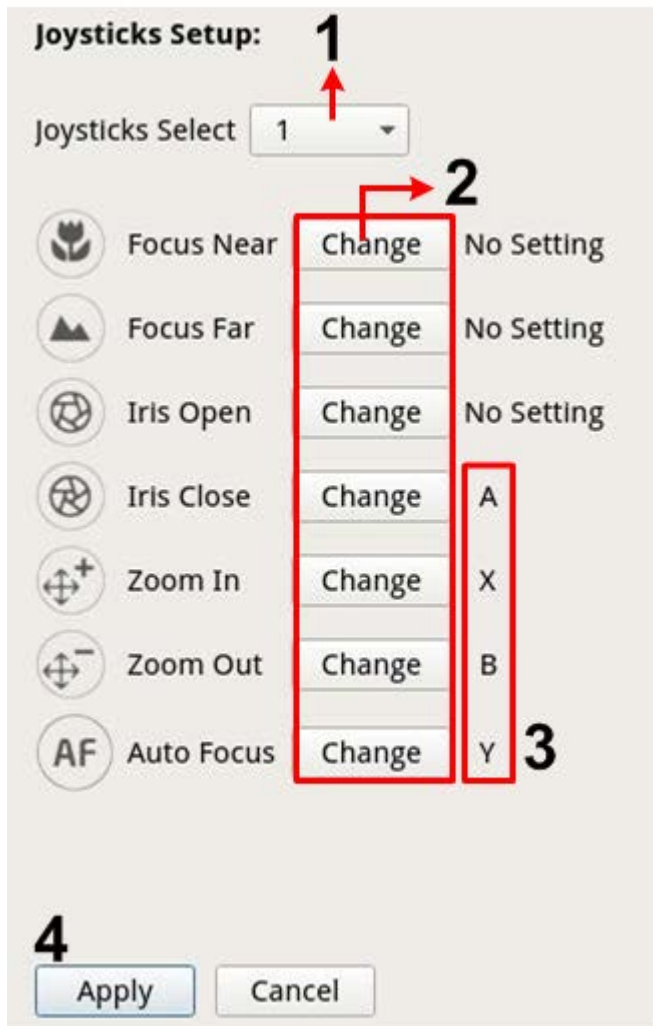 Joysticks Setup: 1
Joysticks Select 1
2
Focus Near Change No Setting
Focus Far Change No Setting
Iris Open Change No Setting
Iris Close Change A
Zoom In Change X
Zoom Out Change B
AF Auto Focus Change Y 3
4
Apply Cancel